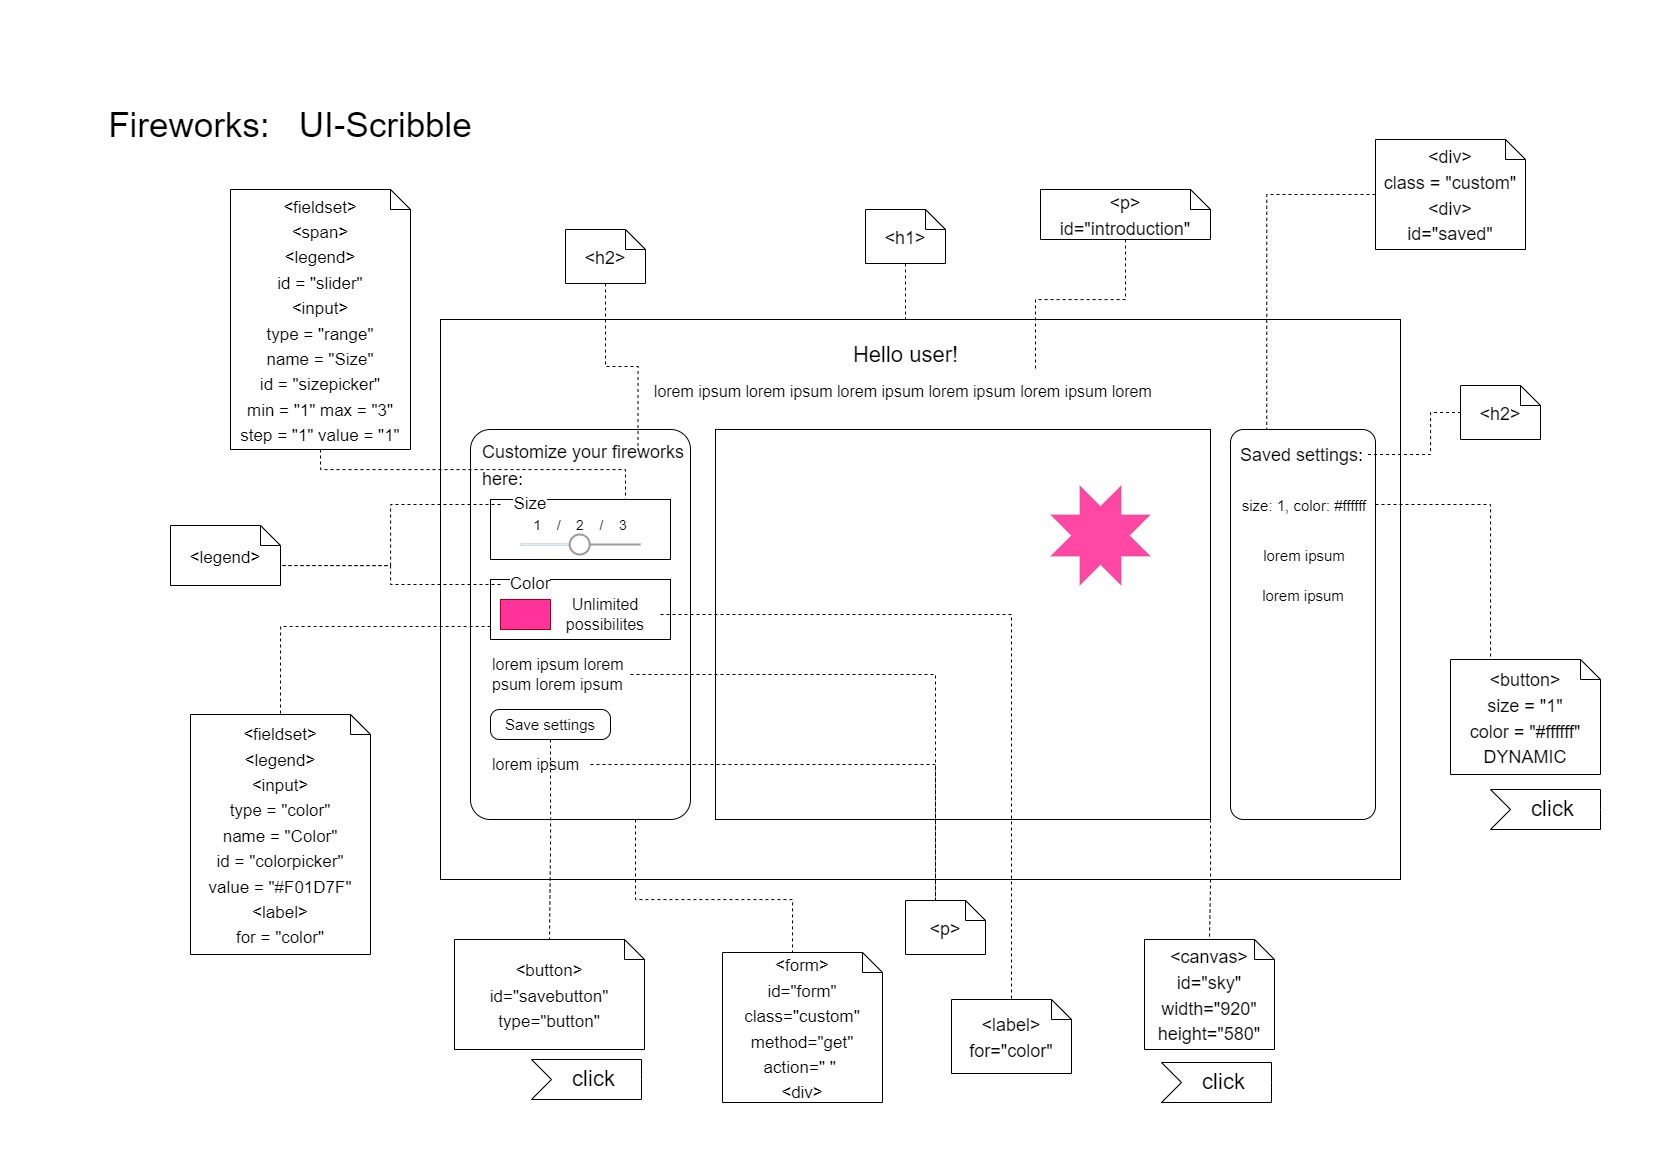 Fireworks: UI-Scribble
<div>
class = "custom"
<div>
id="saved"
<fieldset>
<span>
<legend>
id = "slider"
<input>
type = "range"
name = "Size"
id = "sizepicker"
min = "1" max = "3"
step = "1" value = "1"
<h2>
<h1>
<p>
id="introduction"
Hello user!
lorem ipsum lorem ipsum lorem ipsum lorem ipsum lorem ipsum lorem
<h2>
Customize your fireworks
here:
Size
1 / 2 / 3
<legend>
Color
Unlimited
possibilites
lorem ipsum lorem
psum lorem ipsum
Save settings
lorem ipsum
Saved settings:
size: 1, color: #ffffff
lorem ipsum
lorem ipsum
<button>
size = "1"
color = "#ffffff"
DYNAMIC
click
<fieldset>
<legend>
<input>
type = "color"
name = "Color"
id = "colorpicker"
value = "#F01D7F"
<label>
for = "color"
<button>
id="savebutton"
type="button"
click
<form>
id="form"
class="custom"
method="get"
action=" "
<div>
<p>
<label>
for="color"
<canvas>
id="sky"
width="920"
height="580"
click